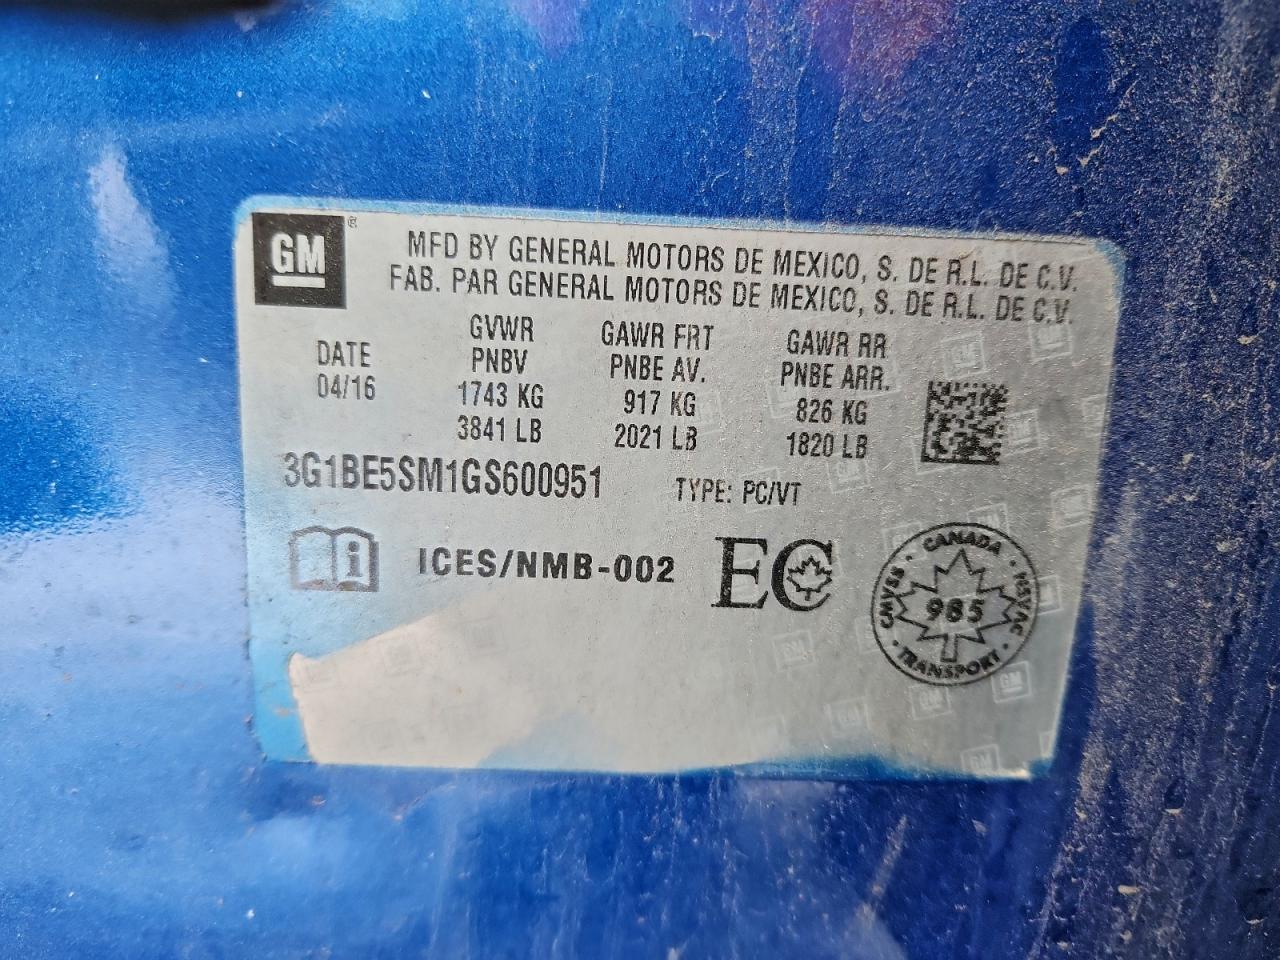 GM®
MFD BY GENERAL MOTORS DE MEXICO, S. DE R.L. DE C.V.
FAB. PAR GENERAL MOTORS DE MEXICO, S. DE R.L. DE C.V.
DATE
04/16
GVWR
PNBV
1743 KG
3841 LB
GAWR FRT
PNBE AV.
917 KG
2021 LB
GAWR RR
PNBE ARR.
826 KG
1820 LB
3G1BE5SM1GS600951
TYPE: PC/VT
i
ICES/NMB-002
EC
CANADA
CMVSS
NSVAC
985
TRANSPORT